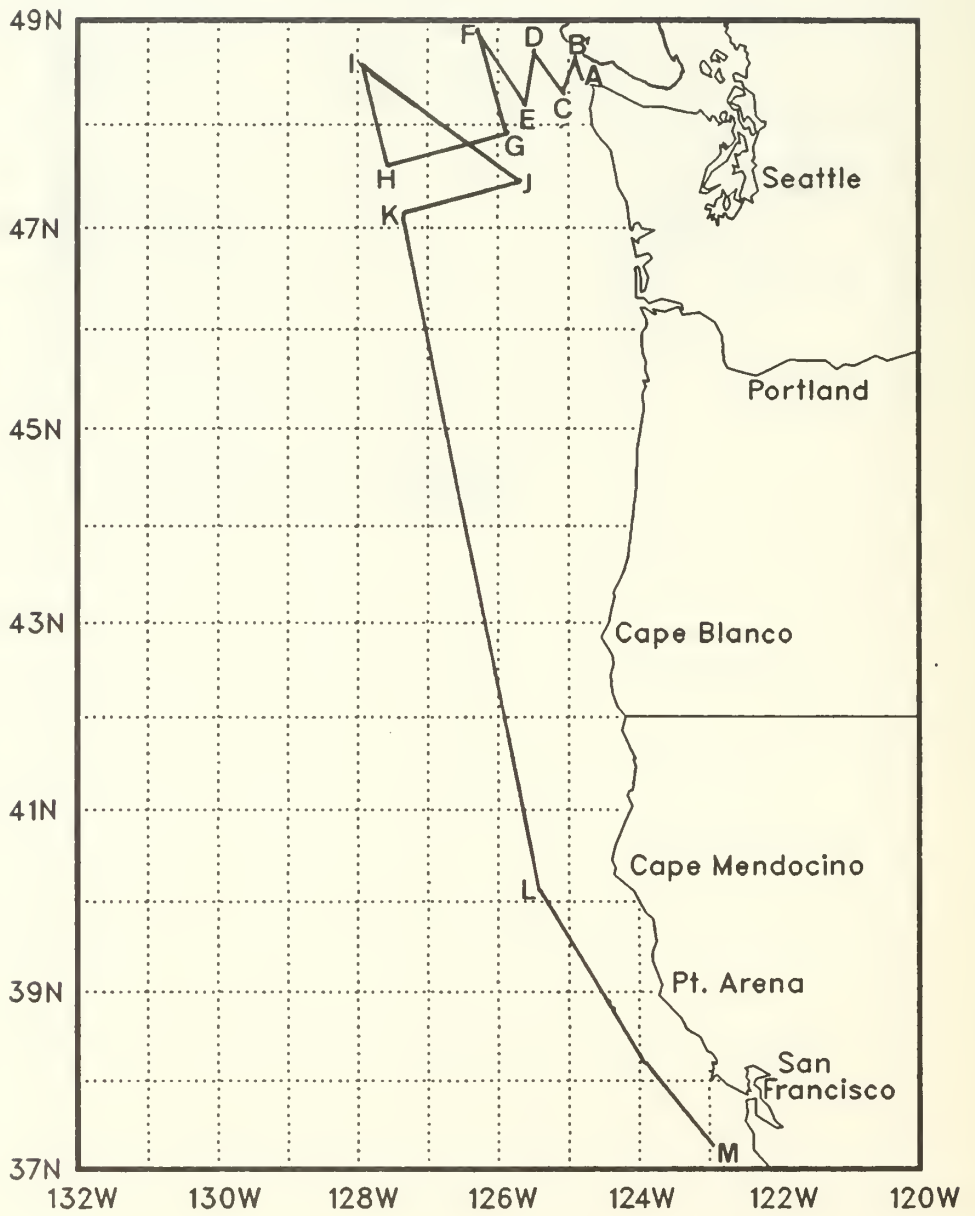 49N
F
D
B
I
A
E
C
G
H
J
Seattle
K
47N
Portland
45N
43N
Cape Blanco
41N
Cape Mendocino
L
39N
Pt. Arena
San
Francisco
M
37N
132W 130W 128W 126W 124W 122W 120W